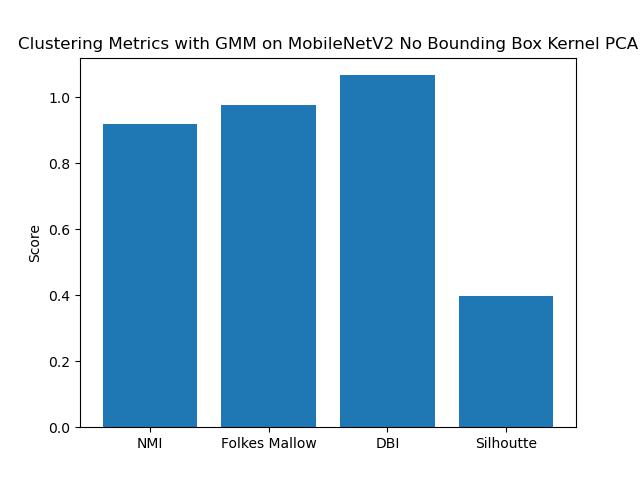 Clustering Metrics with GMM on MobileNetV2 No Bounding Box Kernel PCA
1.0
0.8
0.6
0.4
0.2
0.0
Score
NMI Folkes Mallow DBI Silhoutte